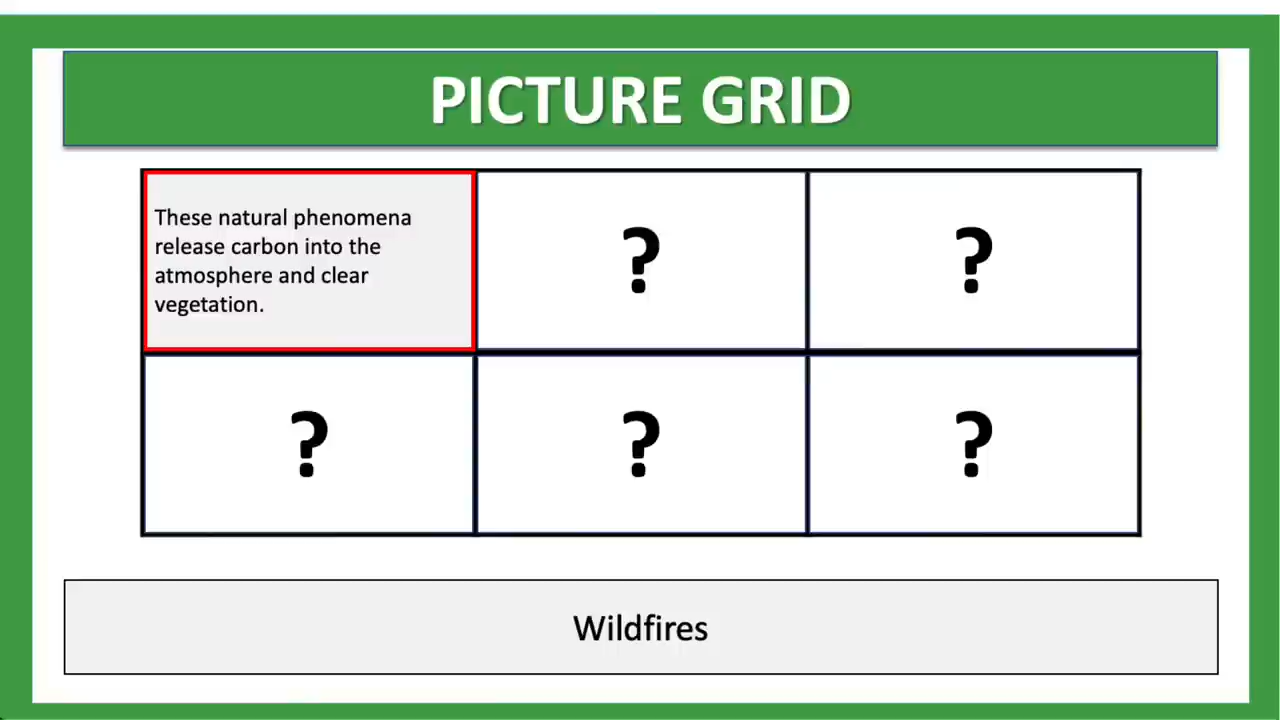 PICTURE GRID
These natural phenomena
release carbon into the
atmosphere and clear
vegetation.
?
?
?
?
?
Wildfires